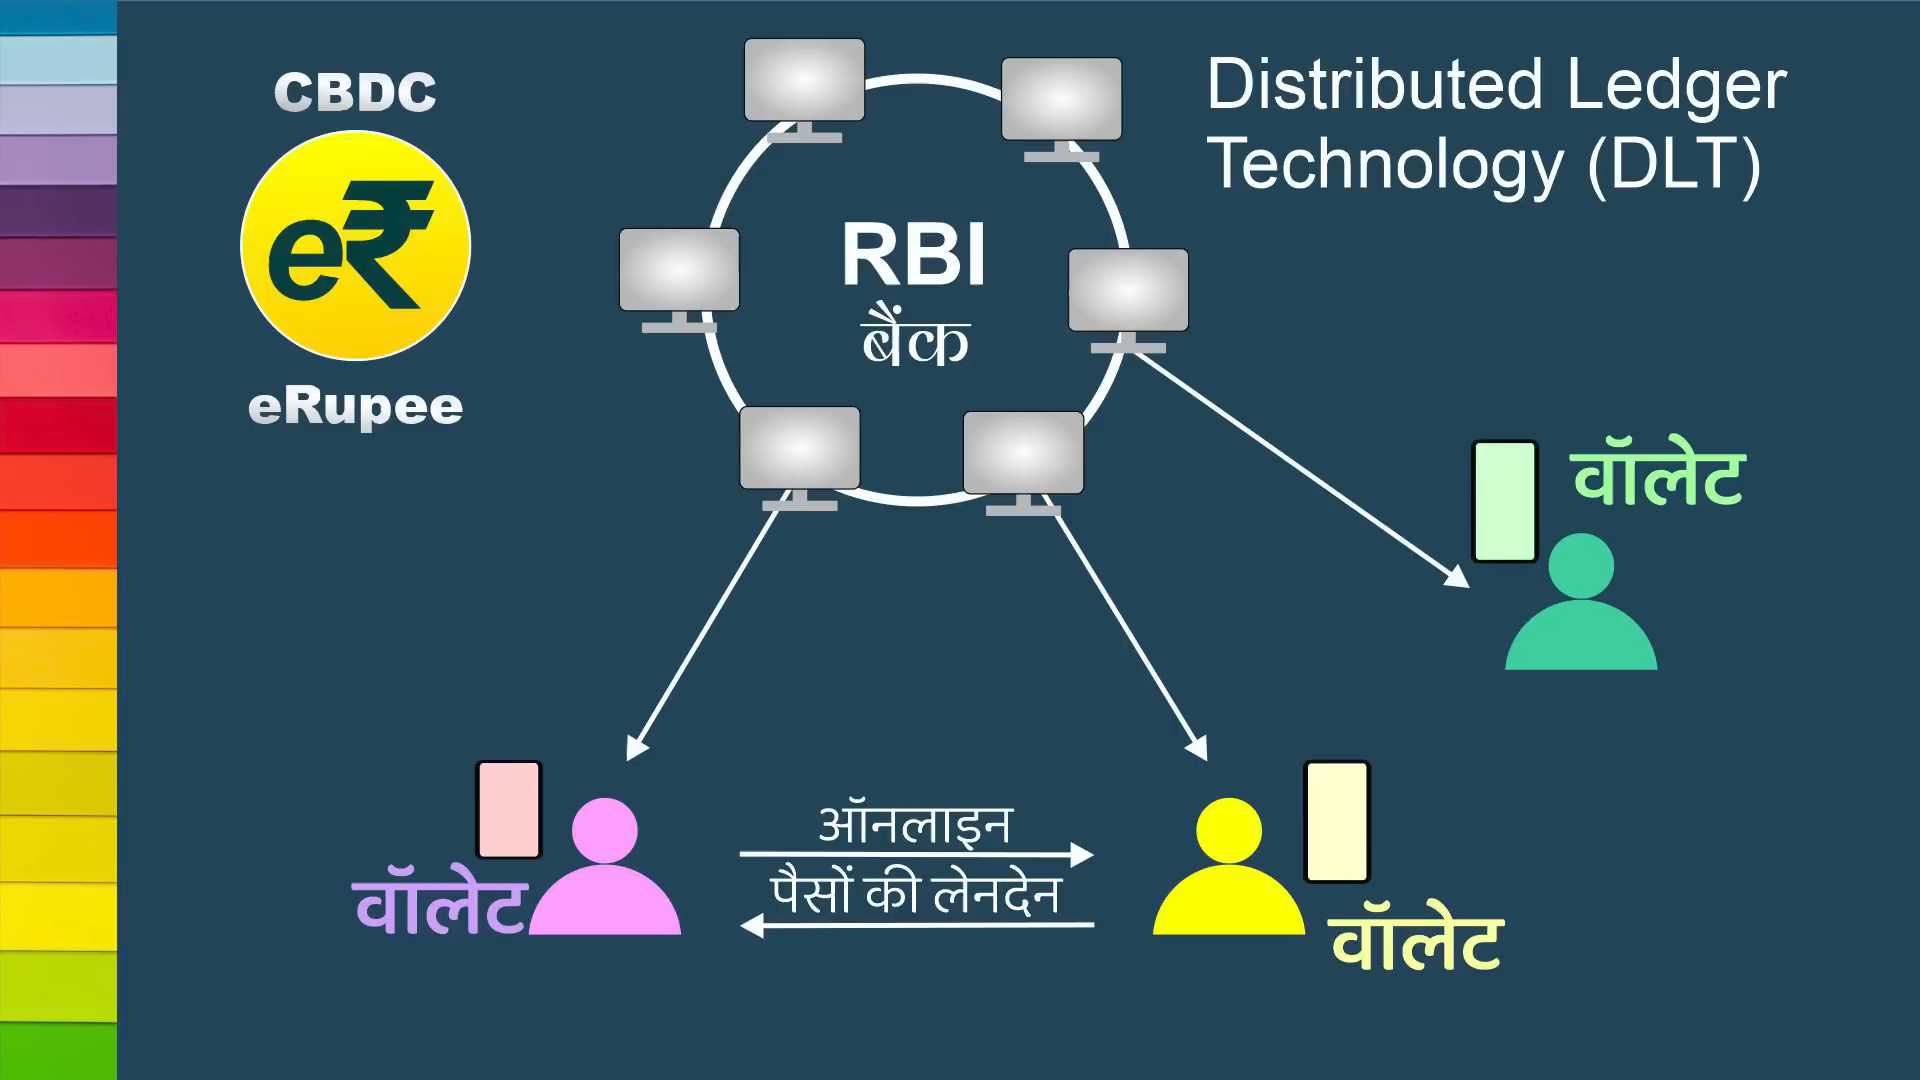 CBDC
e₹
eRupee
RBI
बैंक
Distributed Ledger
Technology (DLT)
वॉलेट
ऑनलाइन
पैसों की लेनदेन
वॉलेट
वॉलेट